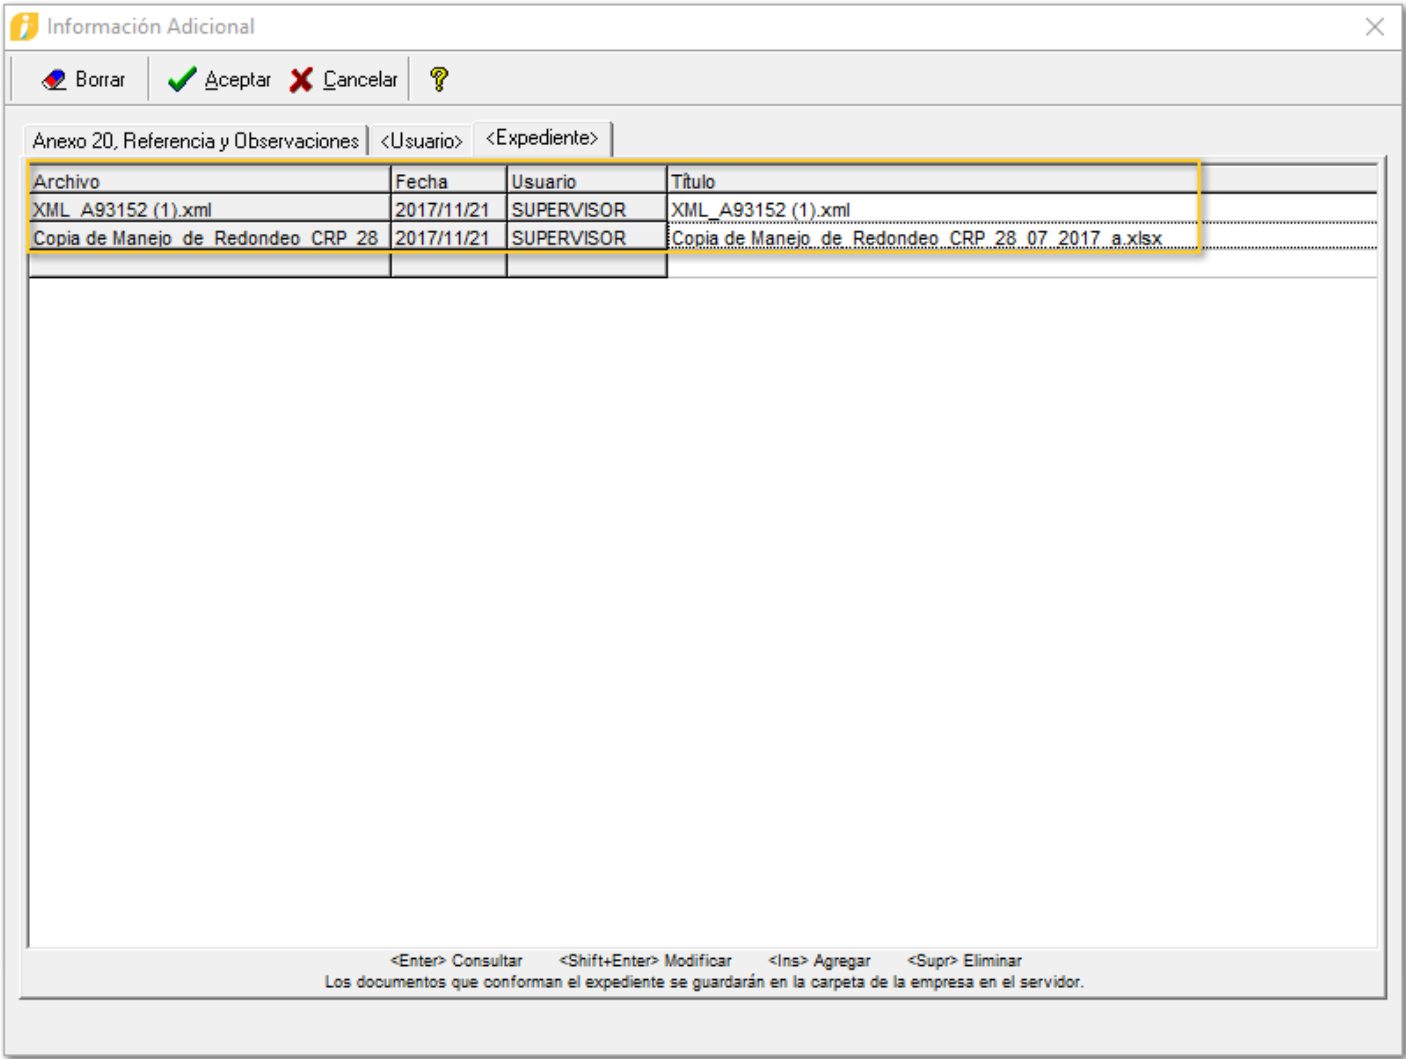 Información Adicional
Borrar Aceptar Cancelar
Anexo 20, Referencia y Observaciones <Usuario> <Expediente>
Archivo Fecha Usuario Título
XML_A93152 (1).xml 2017/11/21 SUPERVISOR XML_A93152 (1).xml
Copia de Manejo_de_Redondeo_CRP_28 2017/11/21 SUPERVISOR Copia de Manejo_de_Redondeo_CRP_28_07_2017_a.xlsx
<Enter> Consultar <Shift+Enter> Modificar <Ins> Agregar <Supr> Eliminar
Los documentos que conforman el expediente se guardarán en la carpeta de la empresa en el servidor.